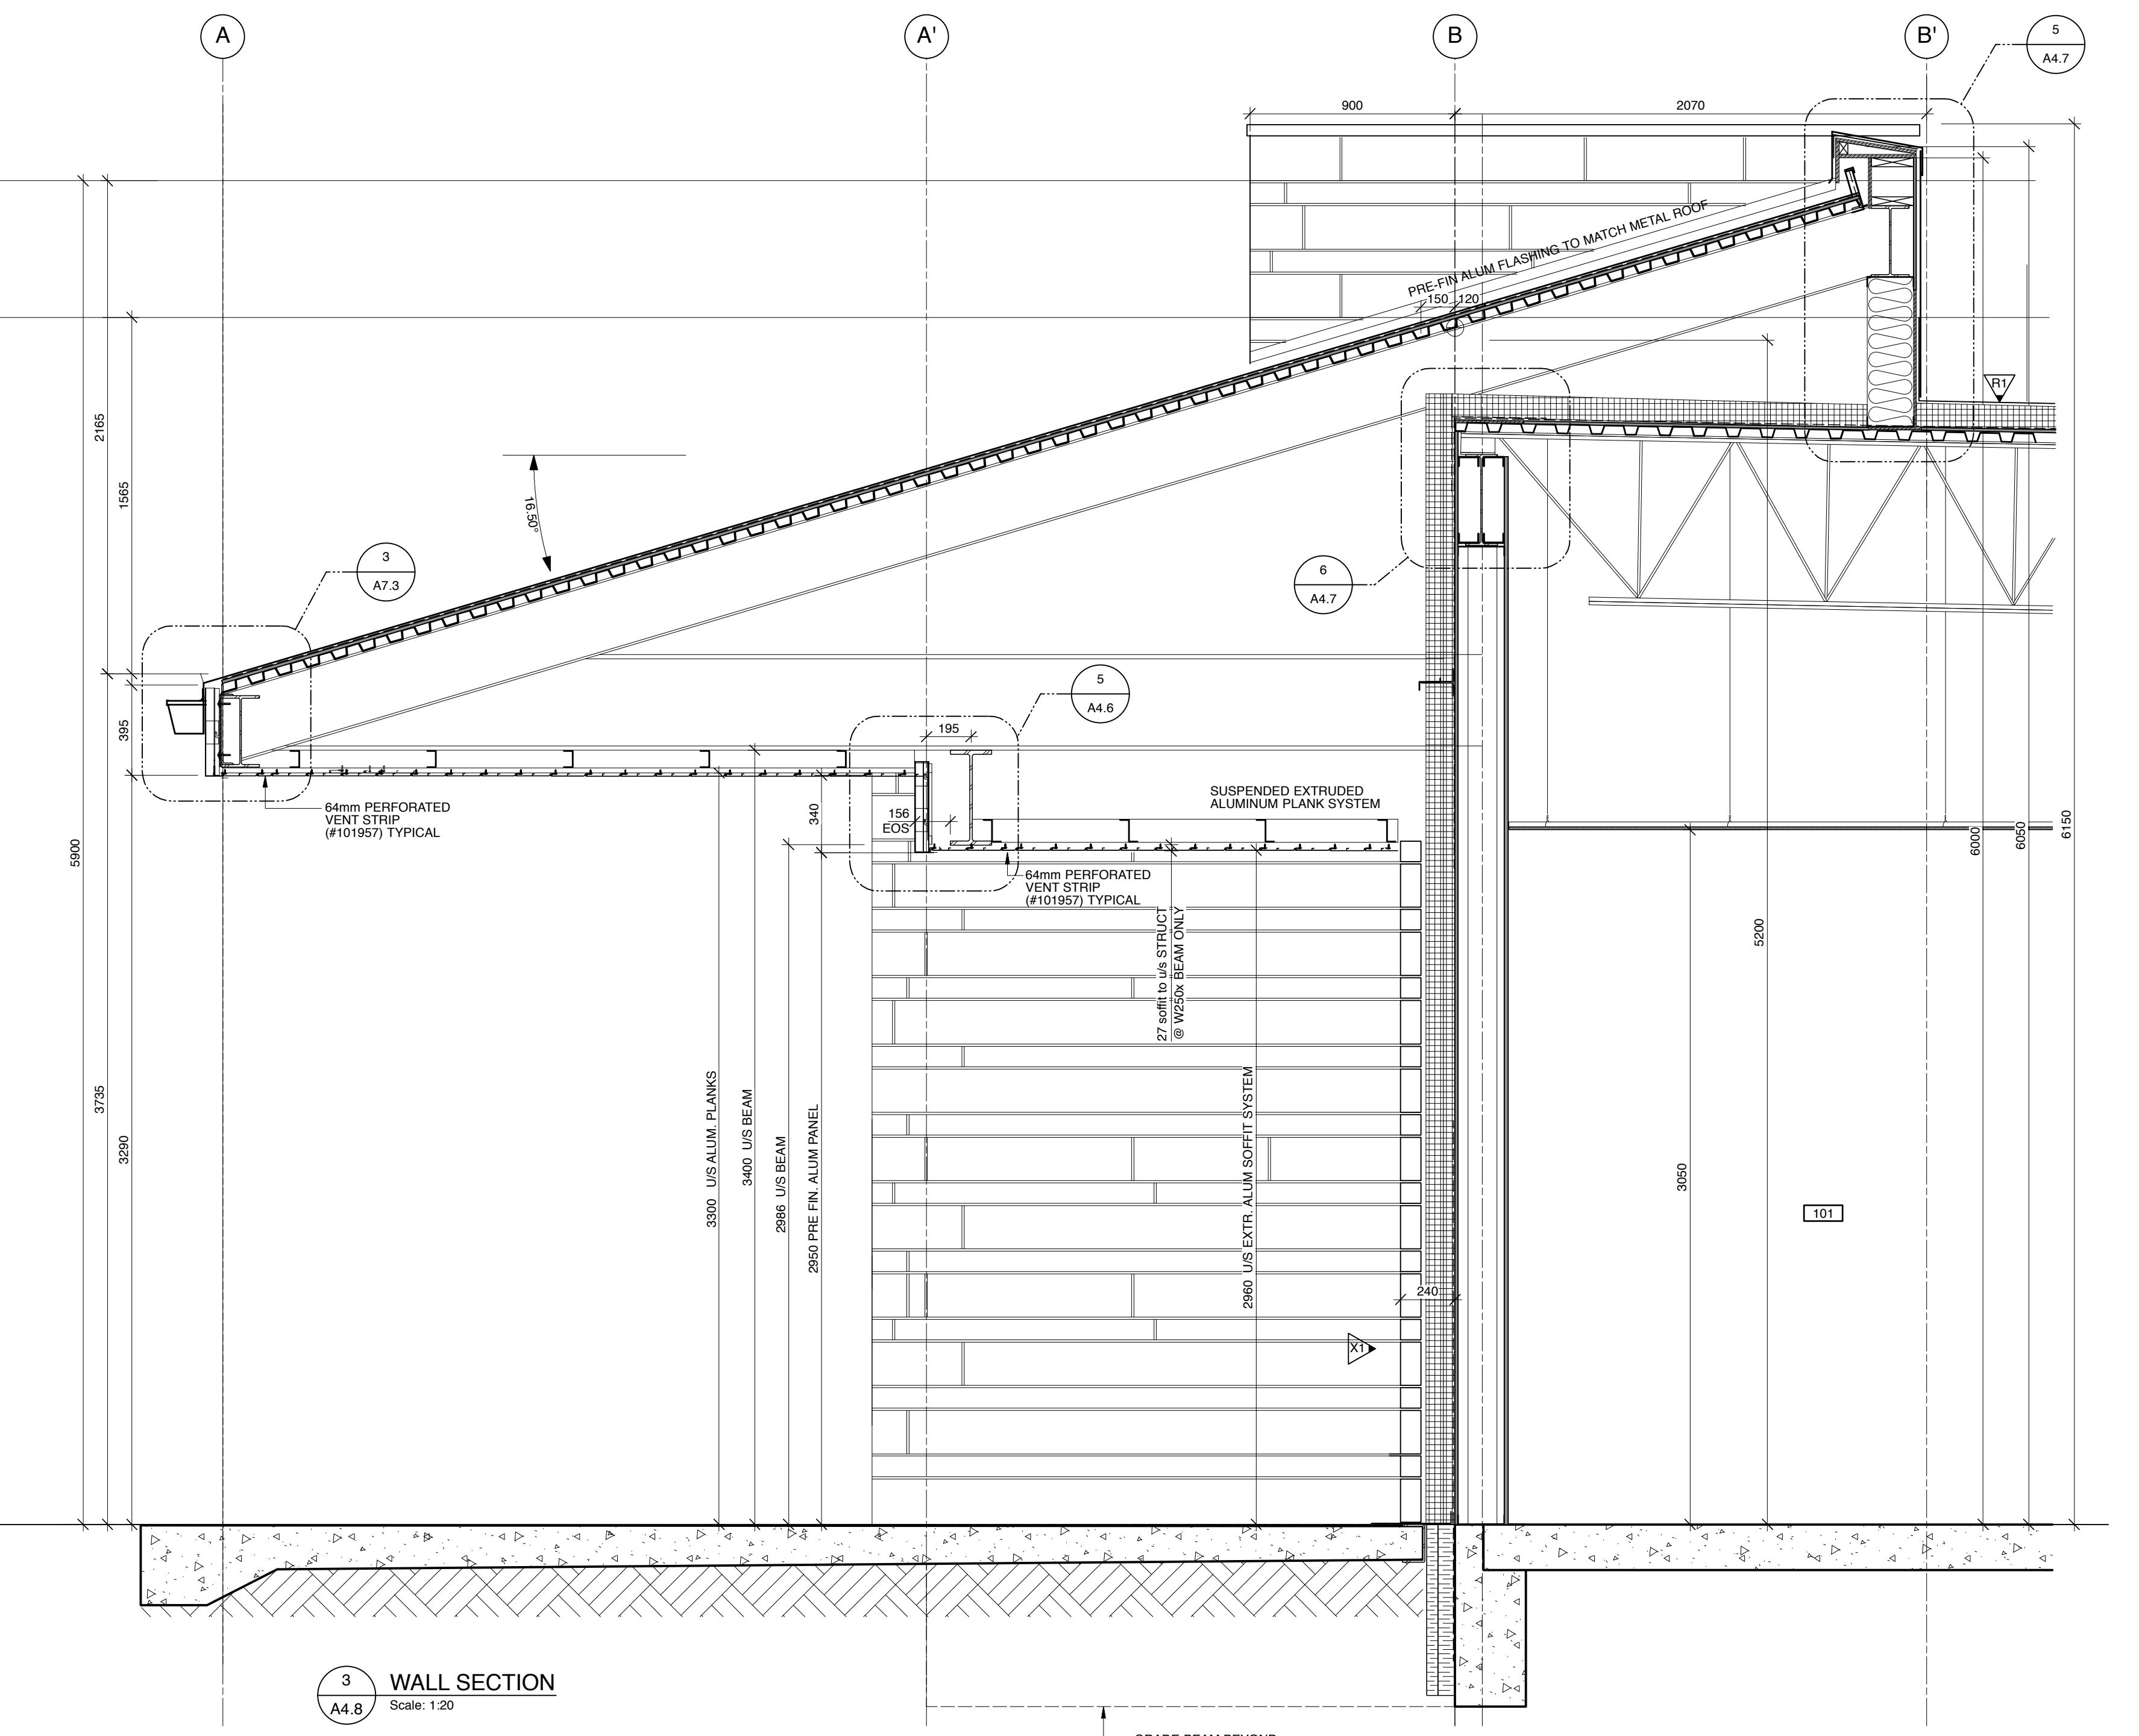 A
A'
B
B'
5
A4.7
900
2070
PRE-FIN ALUM FLASHING TO MATCH METAL ROOF
150
120
R1
2165
1565
16.50°
3
A7.3
6
A4.7
5
A4.6
395
195
64mm PERFORATED
VENT STRIP
(#101957) TYPICAL
340
156
EOS
SUSPENDED EXTRUDED
ALUMINUM PLANK SYSTEM
64mm PERFORATED
VENT STRIP
(#101957) TYPICAL
5900
3735
3290
3300 U/S ALUM. PLANKS
3400 U/S BEAM
2986 U/S BEAM
2950 PRE FIN. ALUM PANEL
27 soffit to u/s STRUCT
@ W250x BEAM ONLY
2960 U/S EXTR. ALUM SOFFIT SYSTEM
240
X1
3050
5200
6000
6050
6150
101
3
A4.8
WALL SECTION
Scale: 1:20